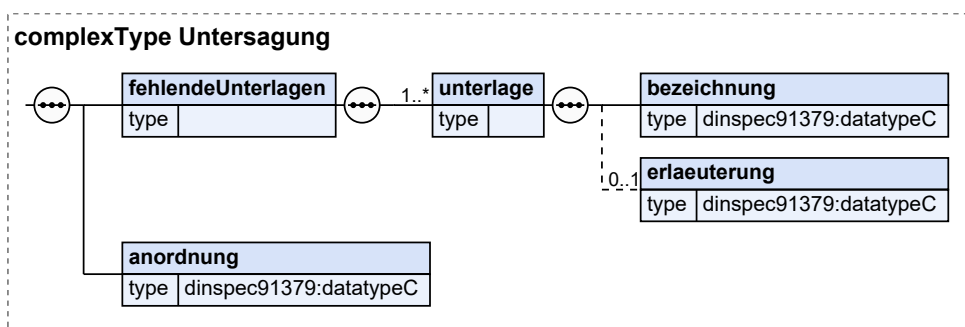 complexType Untersagung
fehlendeUnterlagen
type
1..*
unterlage
type
bezeichnung
type dinspec91379:datatypeC
0..1
erlaeuterung
type dinspec91379:datatypeC
anordnung
type dinspec91379:datatypeC